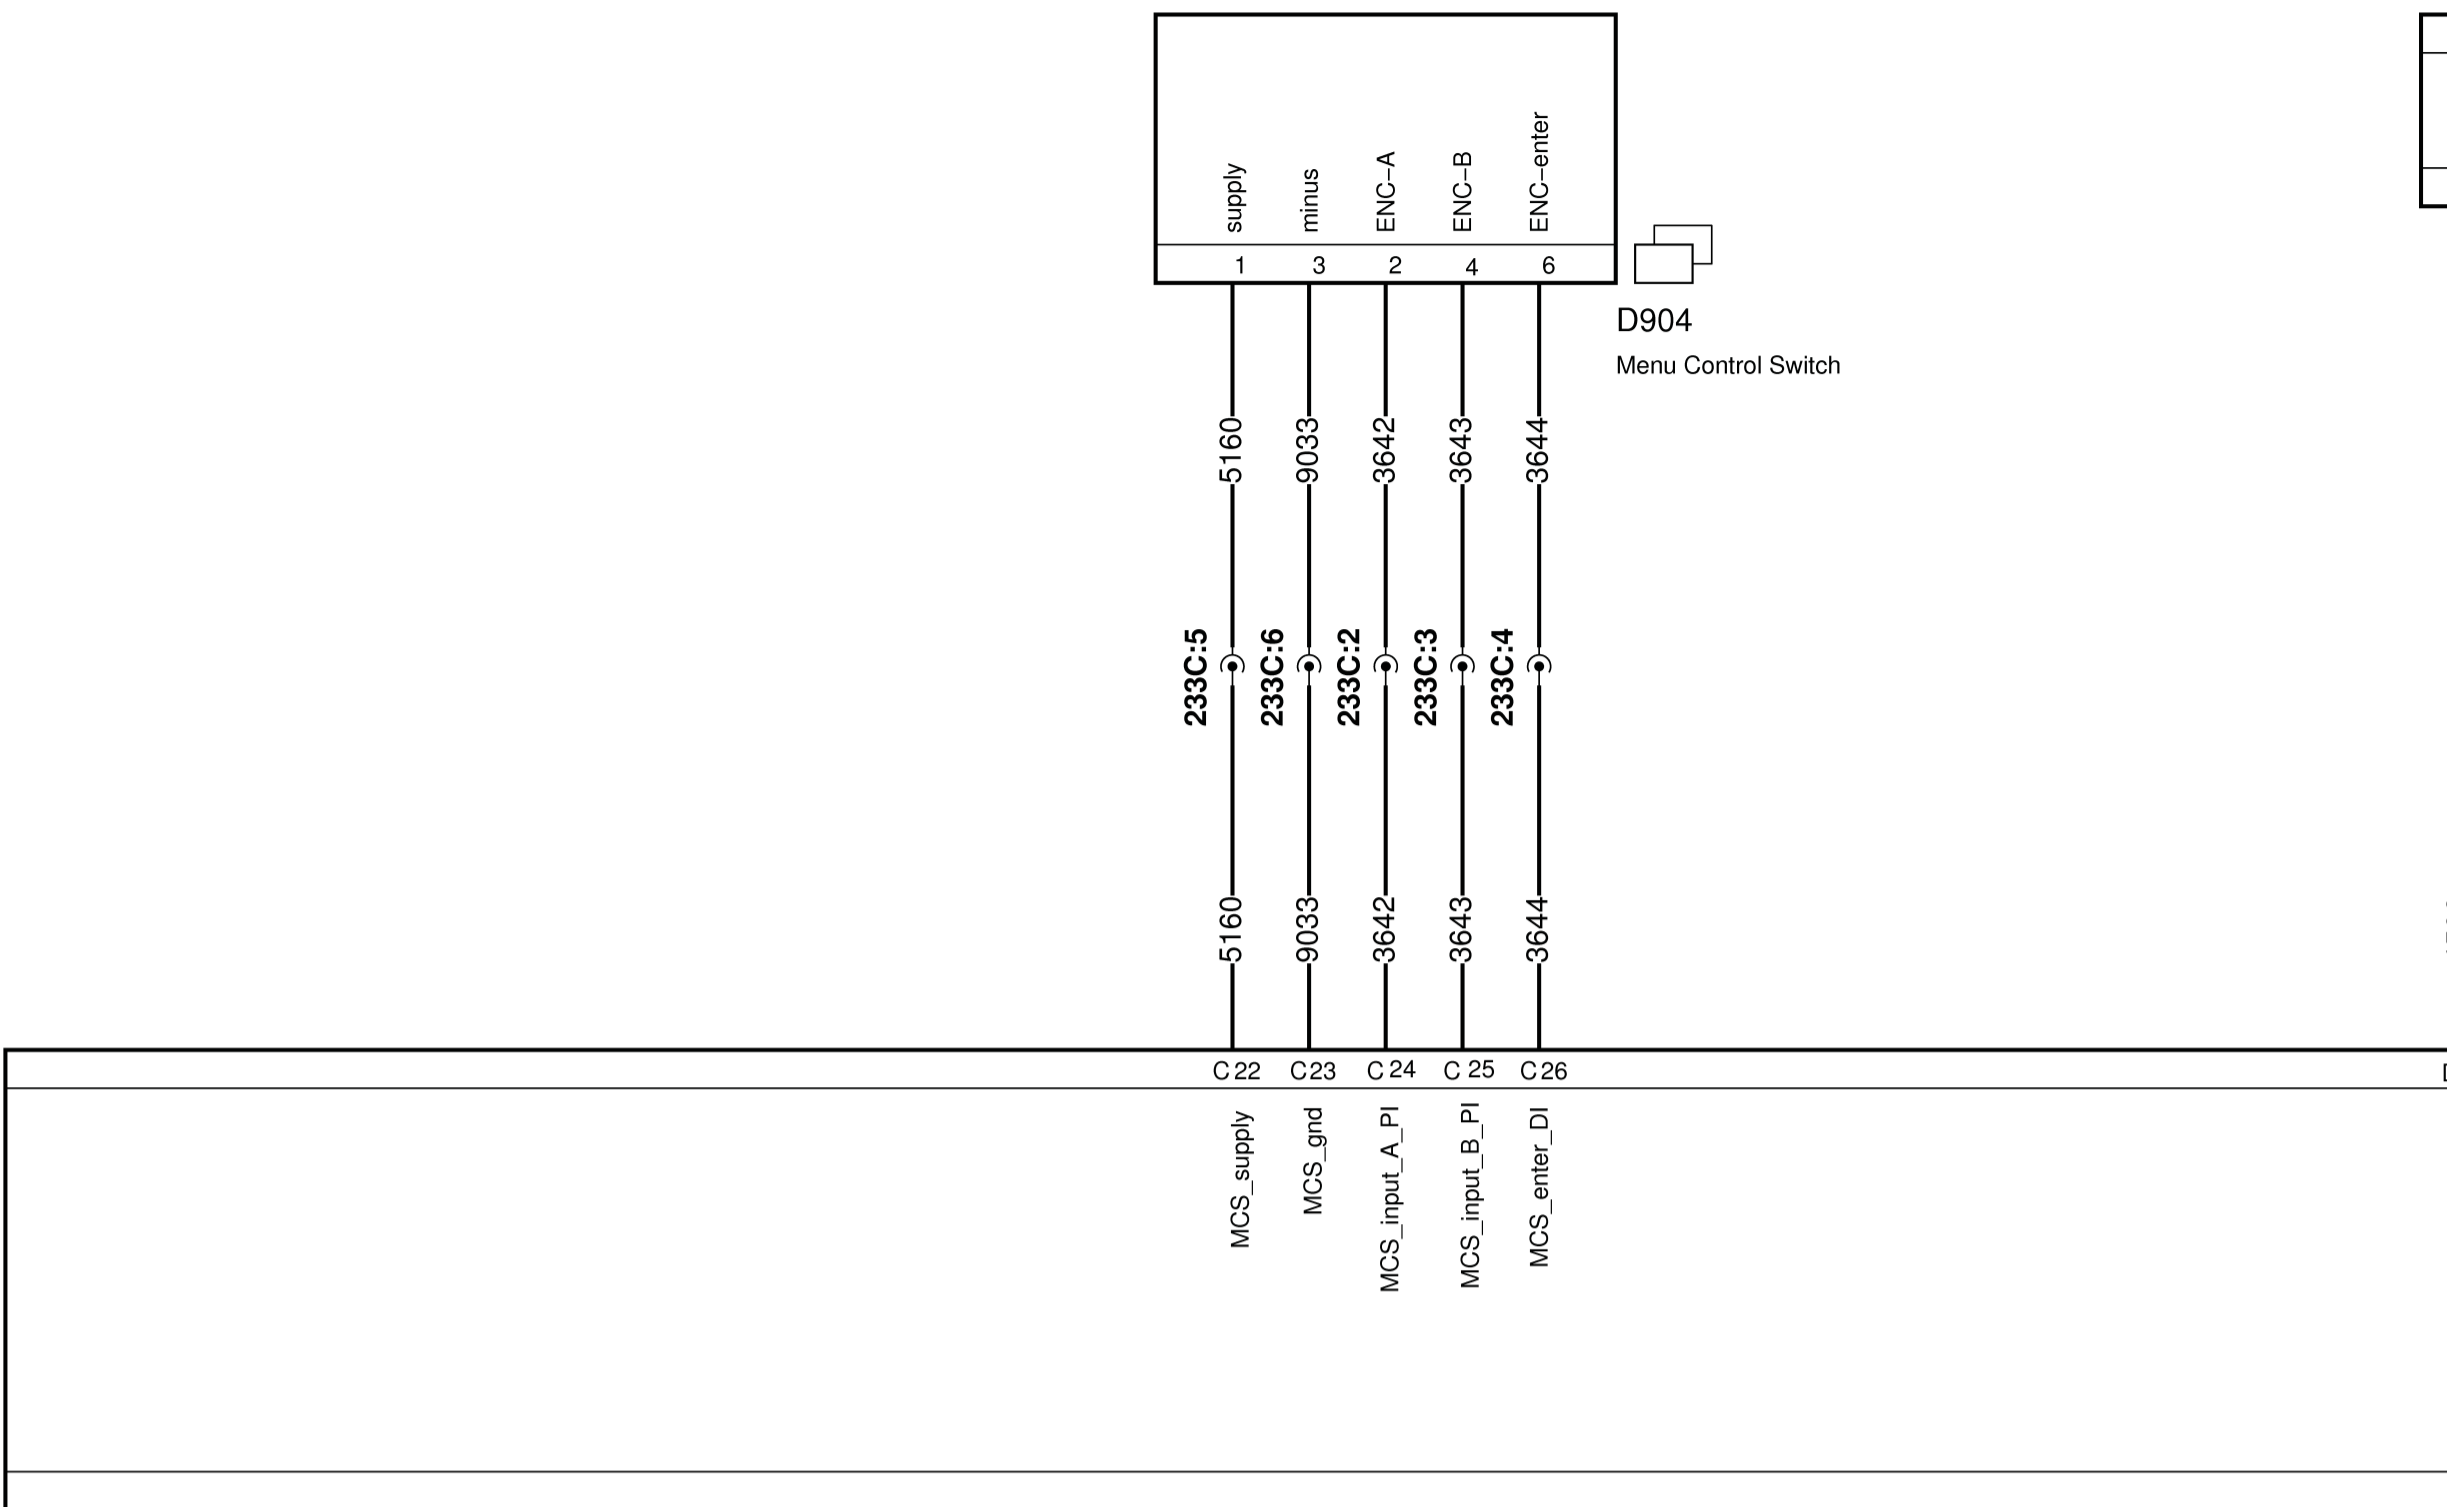 supply
minus
ENC-A
ENC-B
ENC-enter
1
3
2
4
6
D904
Menu Control Switch
5160
9033
3642
3643
3644
233C:5
233C:6
233C:2
233C:3
233C:4
5160
9033
3642
3643
3644
C 22
C 23
C 24
C 25
C 26
MCS_supply
MCS_gnd
MCS_input_A_PI
MCS_input_B_PI
MCS_enter_DI